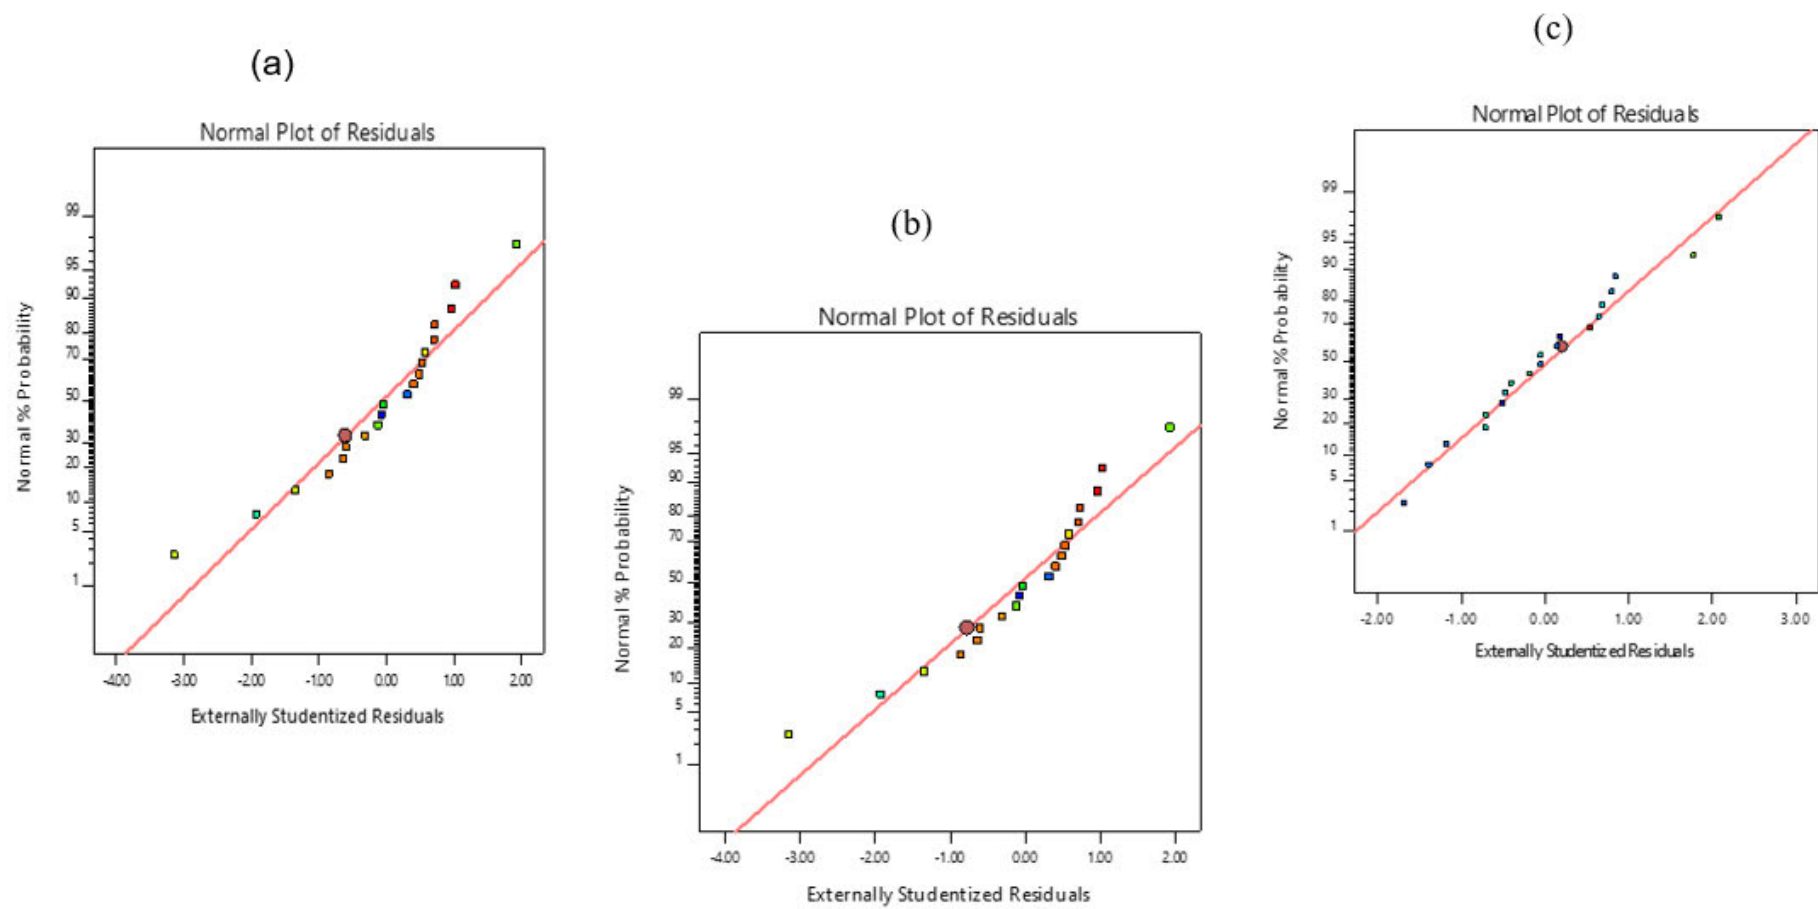 (a)
Normal Plot of Residuals
Normal % Probability
99
95
90
80
70
50
30
20
10
5
1
-4.00 -3.00 -2.00 -1.00 0.00 1.00 2.00
Externally Studentized Residuals
(b)
Normal Plot of Residuals
Normal % Probability
99
95
90
80
70
50
30
20
10
5
1
-4.00 -3.00 -2.00 -1.00 0.00 1.00 2.00
Externally Studentized Residuals
(c)
Normal Plot of Residuals
Normal % Probability
99
95
90
80
70
50
30
20
10
5
1
-2.00 -1.00 0.00 1.00 2.00 3.00
Externally Studentized Residuals